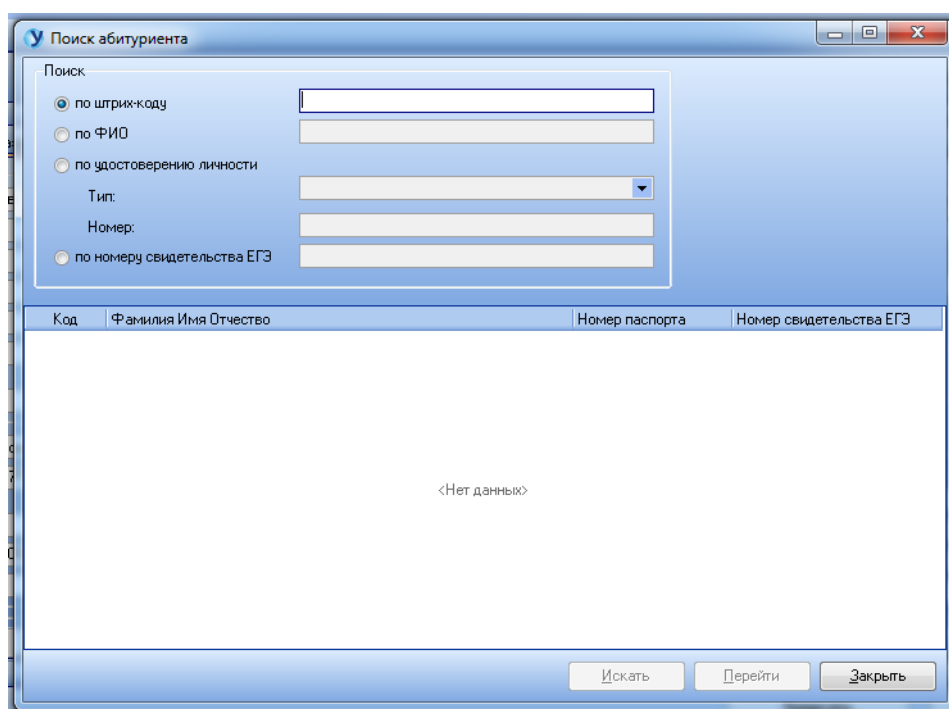 У Поиск абитуриента
Поиск
по штрих-коду
по ФИО
по удостоверению личности
Тип:
Номер:
по номеру свидетельства ЕГЭ
Код Фамилия Имя Отчество Номер паспорта Номер свидетельства ЕГЭ
<Нет данных>
Искать Перейти Закрыть